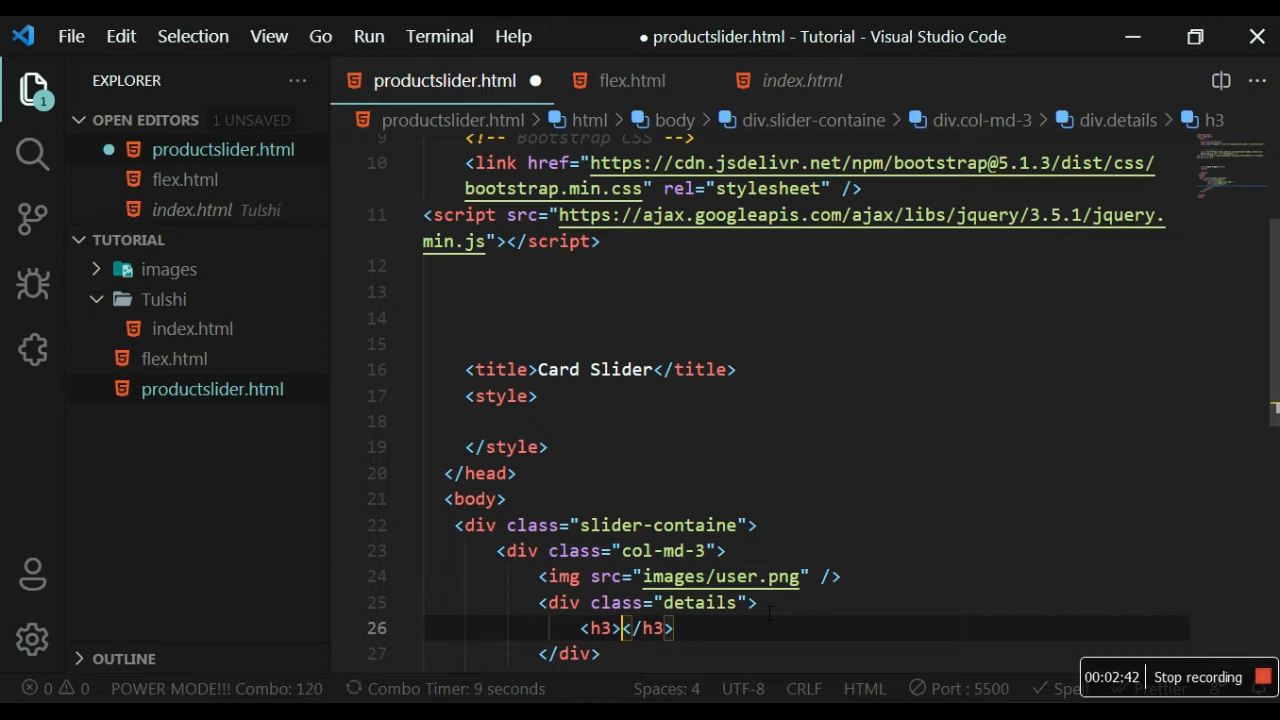 File Edit Selection View Go Run Terminal Help ● productslider.html - Tutorial - Visual Studio Code
EXPLORER ···
productslider.html ● flex.html index.html ···
OPEN EDITORS 1 UNSAVED
productslider.html > html > body > div.slider-containe > div.col-md-3 > div.details > h3
● productslider.html
flex.html
index.html Tulshi
TUTORIAL
images
Tulshi
index.html
flex.html
productslider.html
OUTLINE
1
9 <!-- Bootstrap CSS -->
10 <link href="https://cdn.jsdelivr.net/npm/bootstrap@5.1.3/dist/css/
bootstrap.min.css" rel="stylesheet" />
11 <script src="https://ajax.googleapis.com/ajax/libs/jquery/3.5.1/jquery.
min.js"></script>
12
13
14
15
16 <title>Card Slider</title>
17 <style>
18
19 </style>
20 </head>
21 <body>
22 <div class="slider-containe">
23 <div class="col-md-3">
24 <img src="images/user.png" />
25 <div class="details">
26 <h3></h3>
27 </div>
0 0 POWER MODE!!! Combo: 120 Combo Timer: 9 seconds Spaces: 4 UTF-8 CRLF HTML Port : 5500 Spell Prettier
00:02:42 Stop recording